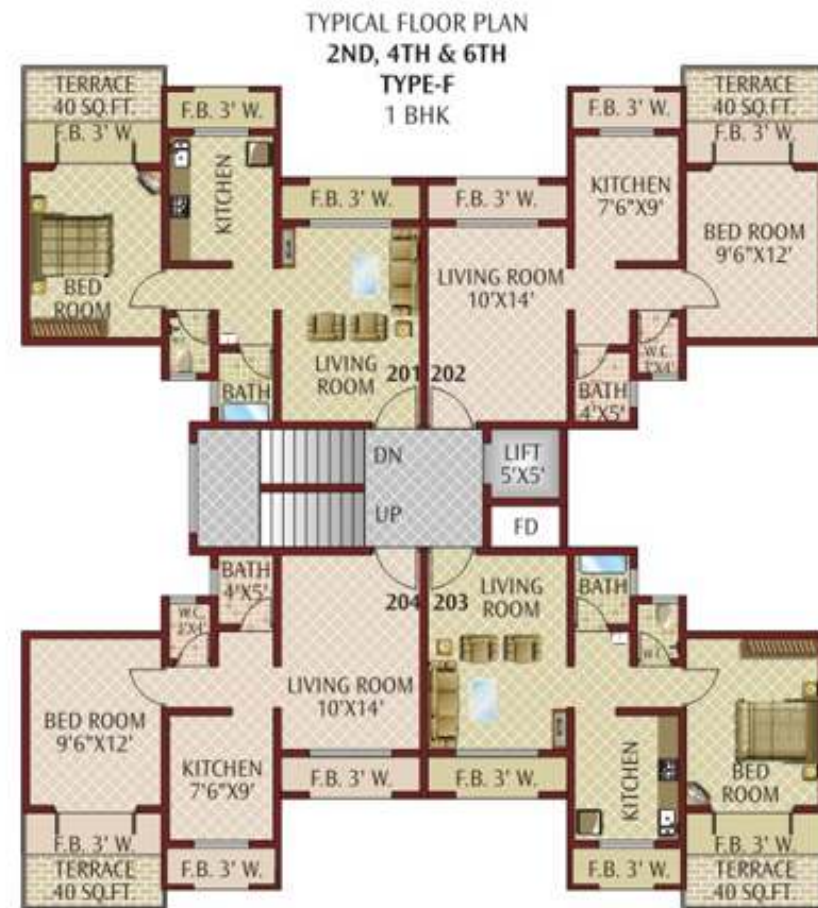 TYPICAL FLOOR PLAN
2ND, 4TH & 6TH
TYPE-F
1 BHK
TERRACE
40 SQ.FT.
F.B. 3' W.
F.B. 3' W.
KITCHEN
BED
ROOM
F.B. 3' W.
LIVING
ROOM
BATH
201
F.B. 3' W.
TERRACE
40 SQ.FT.
F.B. 3' W.
KITCHEN
7'6"X9'
BED ROOM
9'6"X12'
F.B. 3' W.
LIVING ROOM
10'X14'
W.C.
BATH
4'X5'
202
DN
UP
LIFT
5'X5'
FD
BATH
4'X5'
W.C.
204
LIVING ROOM
10'X14'
BED ROOM
9'6"X12'
KITCHEN
7'6"X9'
F.B. 3' W.
F.B. 3' W.
F.B. 3' W.
TERRACE
40 SQ.FT.
203
LIVING
ROOM
BATH
W.C.
BED
ROOM
KITCHEN
F.B. 3' W.
F.B. 3' W.
F.B. 3' W.
TERRACE
40 SQ.FT.